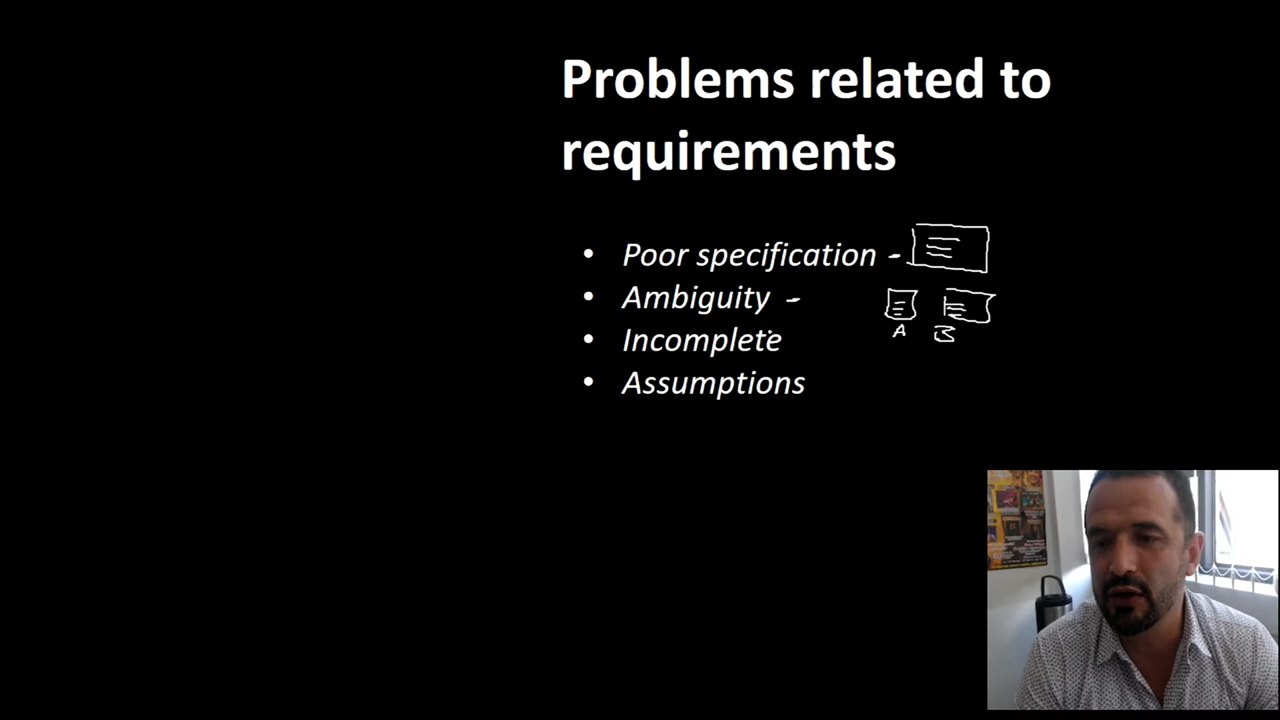 Problems related to
requirements
• Poor specification -
• Ambiguity -
A B
• Incomplete
• Assumptions